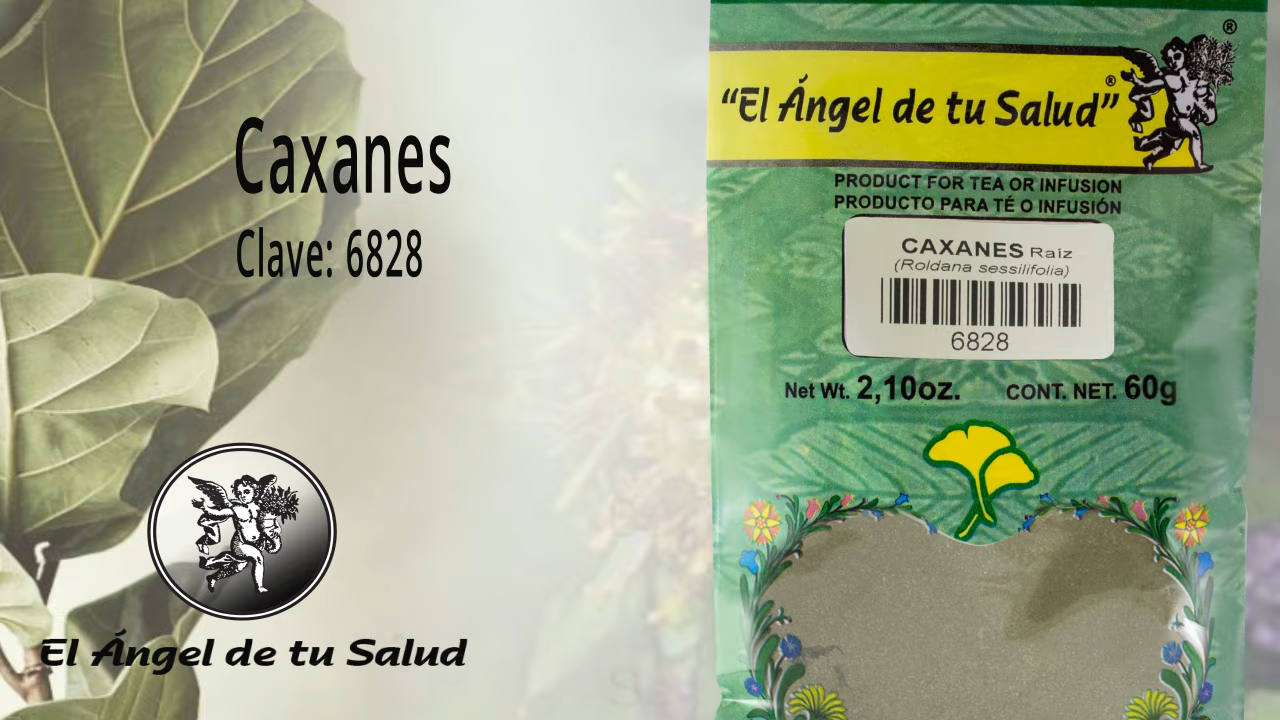 Caxanes
Clave: 6828
El Ángel de tu Salud
®
“El Ángel de tu Salud”®
PRODUCT FOR TEA OR INFUSION
PRODUCTO PARA TÉ O INFUSIÓN
CAXANES Raíz
(Roldana sessilifolia)
6828
Net Wt. 2,10oz. CONT. NET. 60g